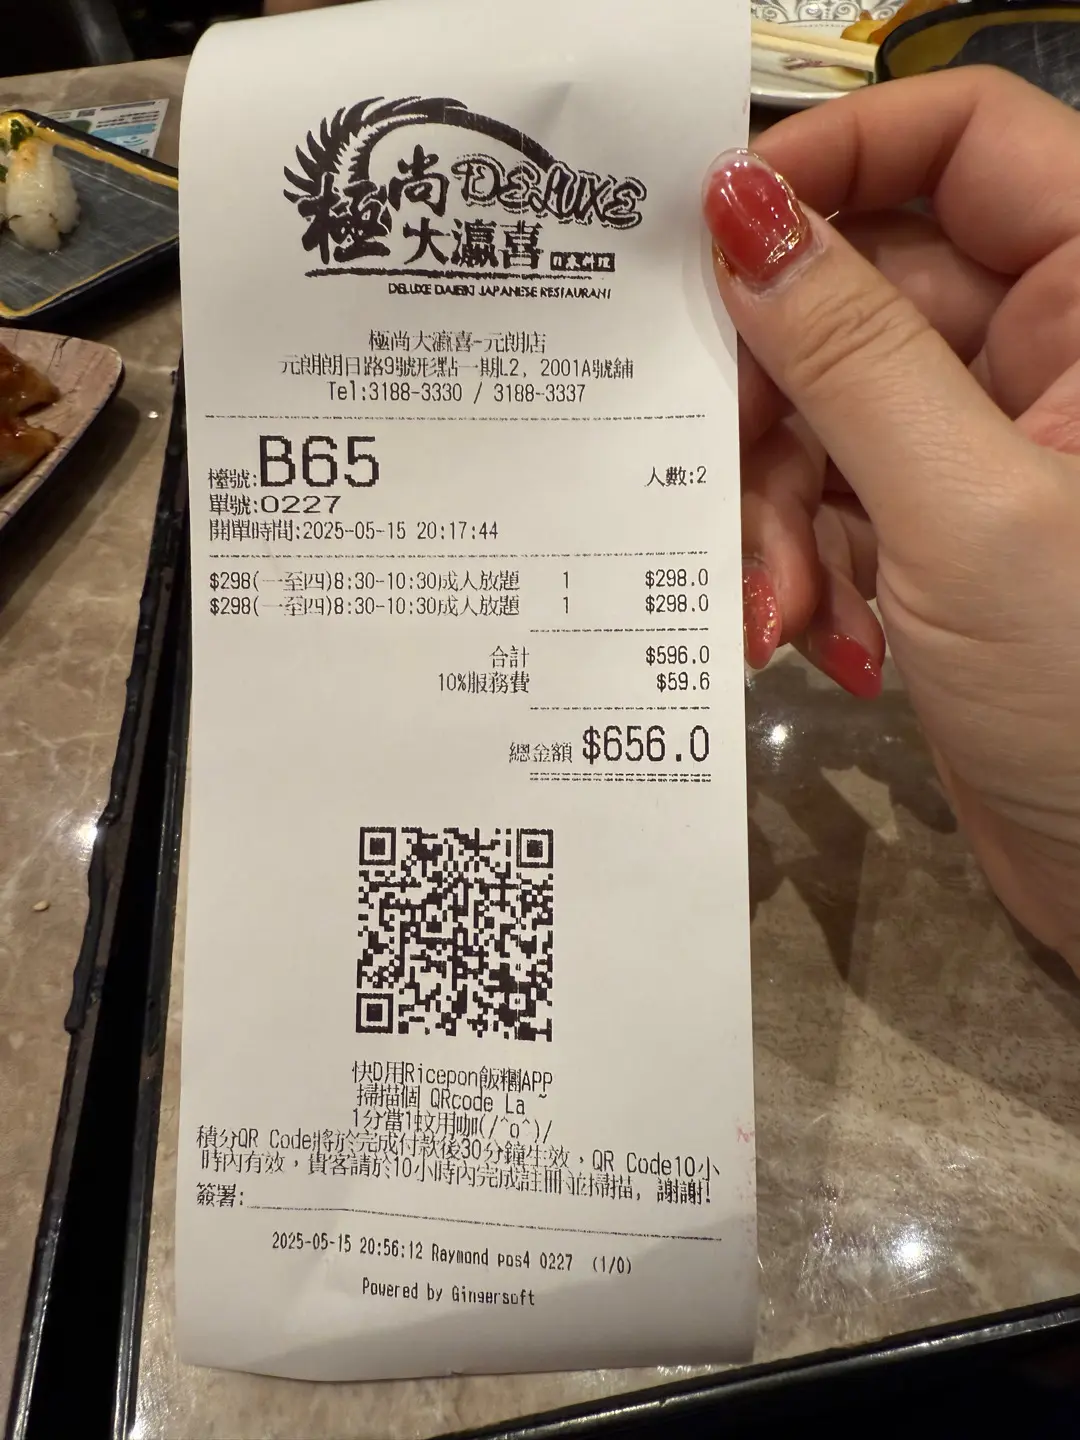 極尚大瀛喜 DELUXE
日本料理
DELUXE DAIEIKI JAPANESE RESTAURANT
極尚大瀛喜-元朗店
元朗朗日路9號形點一期L2, 2001A號舖
Tel:3188-3330 / 3188-3337
檯號:B65 人數:2
單號:0227
開單時間:2025-05-15 20:17:44
$298(一至四)8:30-10:30成人放題 1 $298.0
$298(一至四)8:30-10:30成人放題 1 $298.0
合計 $596.0
10%服務費 $59.6
總金額 $656.0
快D用Ricepon飯糰APP
掃描個 QRcode La ~
1分當1蚊用咖(/^o^)/
積分QR Code將於完成付款後30分鐘生效，QR Code10小
時內有效，貴客請於10小時內完成註冊並掃描, 謝謝!
簽署:
2025-05-15 20:56:12 Raymond pos4 0227 (1/0)
Powered by Gingersoft